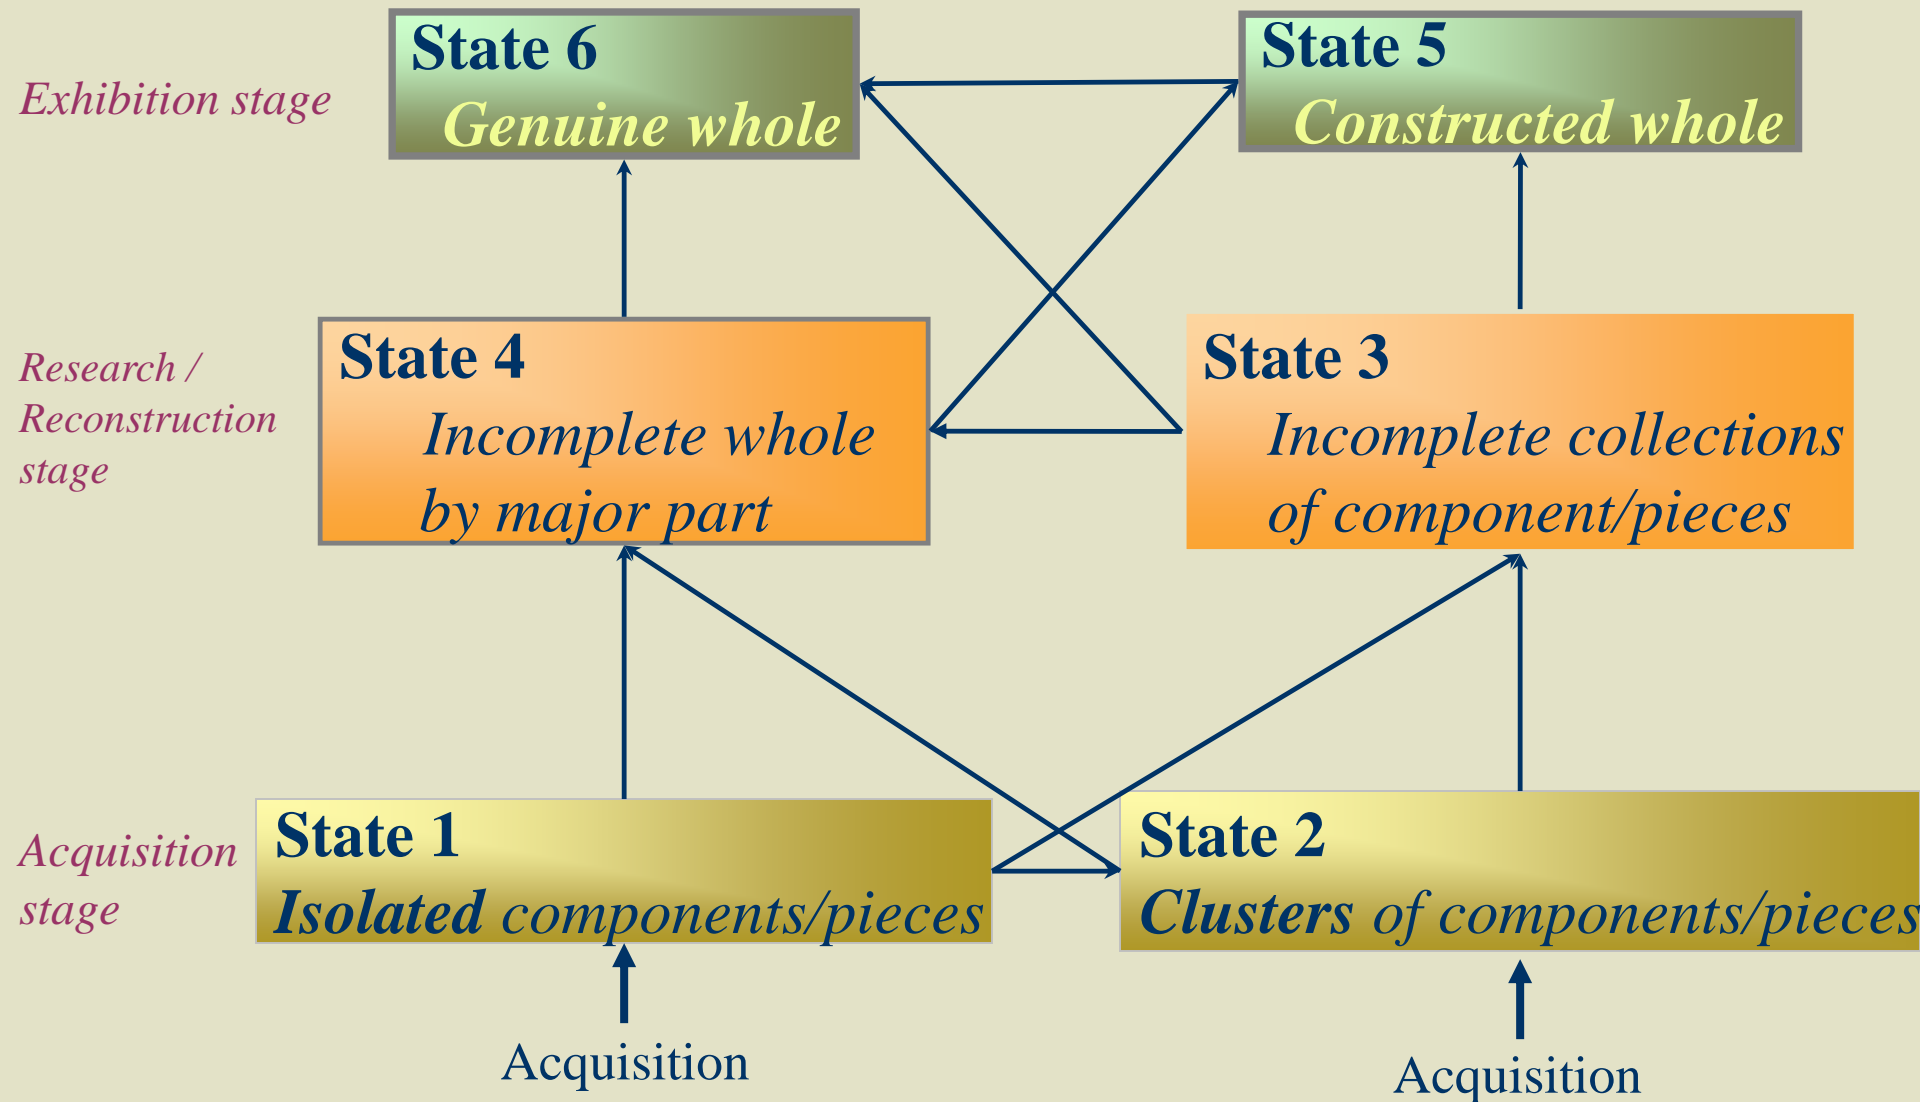 State 6
Genuine whole
State 5
Constructed whole
Exhibition stage
State 4
Incomplete whole
by major part
State 3
Incomplete collections
of component/pieces
Research /
Reconstruction
stage
State 1
Isolated components/pieces
State 2
Clusters of components/pieces
Acquisition
stage
Acquisition
Acquisition